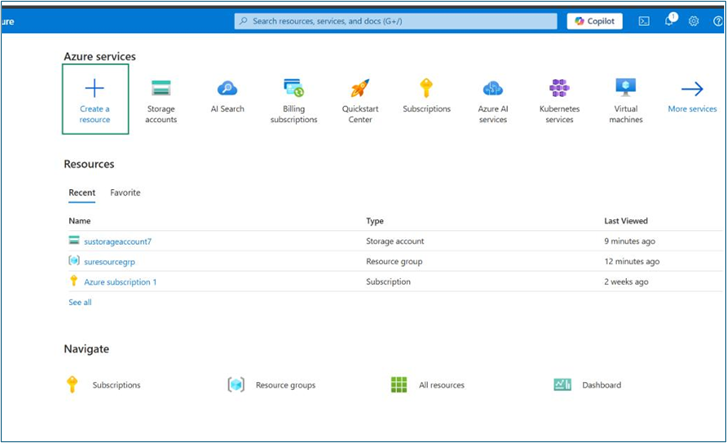 ure
Search resources, services, and docs (G+/)
Copilot
1
Azure services
Create a resource
Storage accounts
AI Search
Billing subscriptions
Quickstart Center
Subscriptions
Azure AI services
Kubernetes services
Virtual machines
More services
Resources
Recent Favorite
Name Type Last Viewed
sustorageaccount7 Storage account 9 minutes ago
suresourcegrp Resource group 12 minutes ago
Azure subscription 1 Subscription 2 weeks ago
See all
Navigate
Subscriptions Resource groups All resources Dashboard